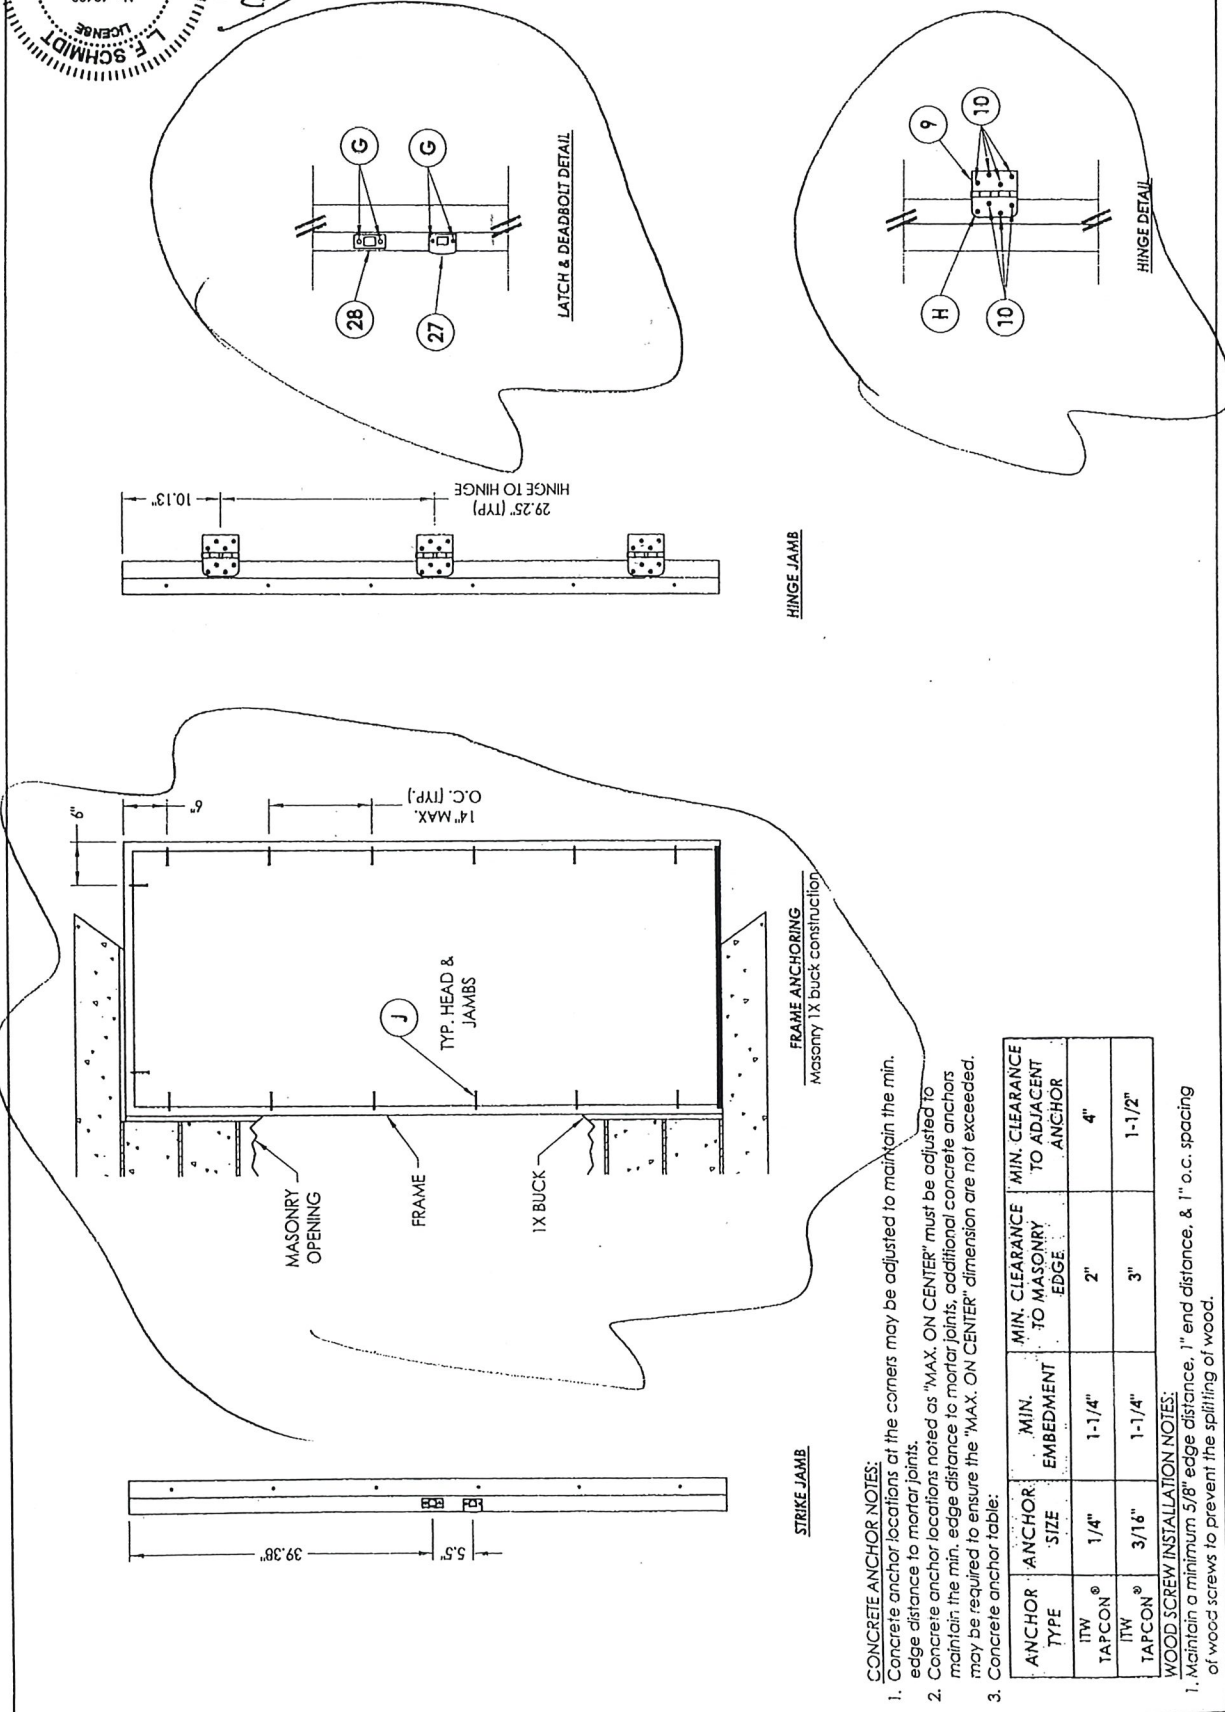 L.F. SCHMIDT
LICENSE
STRIKE JAMB
39.38"
5.5"
MASONRY
OPENING
FRAME
1X BUCK
J
TYP. HEAD &
JAMBS
6"
6"
14" MAX.
O.C. (TYP.)
FRAME ANCHORING
Masonry 1X buck construction
HINGE JAMB
10.13"
29.25" (TYP)
HINGE TO HINGE
LATCH & DEADBOLT DETAIL
28
27
G
G
HINGE DETAIL
H
10
9
10
CONCRETE ANCHOR NOTES:
1. Concrete anchor locations at the corners may be adjusted to maintain the min.
edge distance to mortar joints.
2. Concrete anchor locations noted as "MAX. ON CENTER" must be adjusted to
maintain the min. edge distance to mortar joints, additional concrete anchors
may be required to ensure the "MAX. ON CENTER" dimension are not exceeded.
3. Concrete anchor table:
ANCHOR TYPE ANCHOR SIZE MIN. EMBEDMENT MIN. CLEARANCE TO MASONRY EDGE MIN. CLEARANCE TO ADJACENT ANCHOR
ITW TAPCON® 1/4" 1-1/4" 2" 4"
ITW TAPCON® 3/16" 1-1/4" 3" 1-1/2"
WOOD SCREW INSTALLATION NOTES:
1. Maintain a minimum 5/8" edge distance, 1" end distance, & 1" o.c. spacing
of wood screws to prevent the splitting of wood.